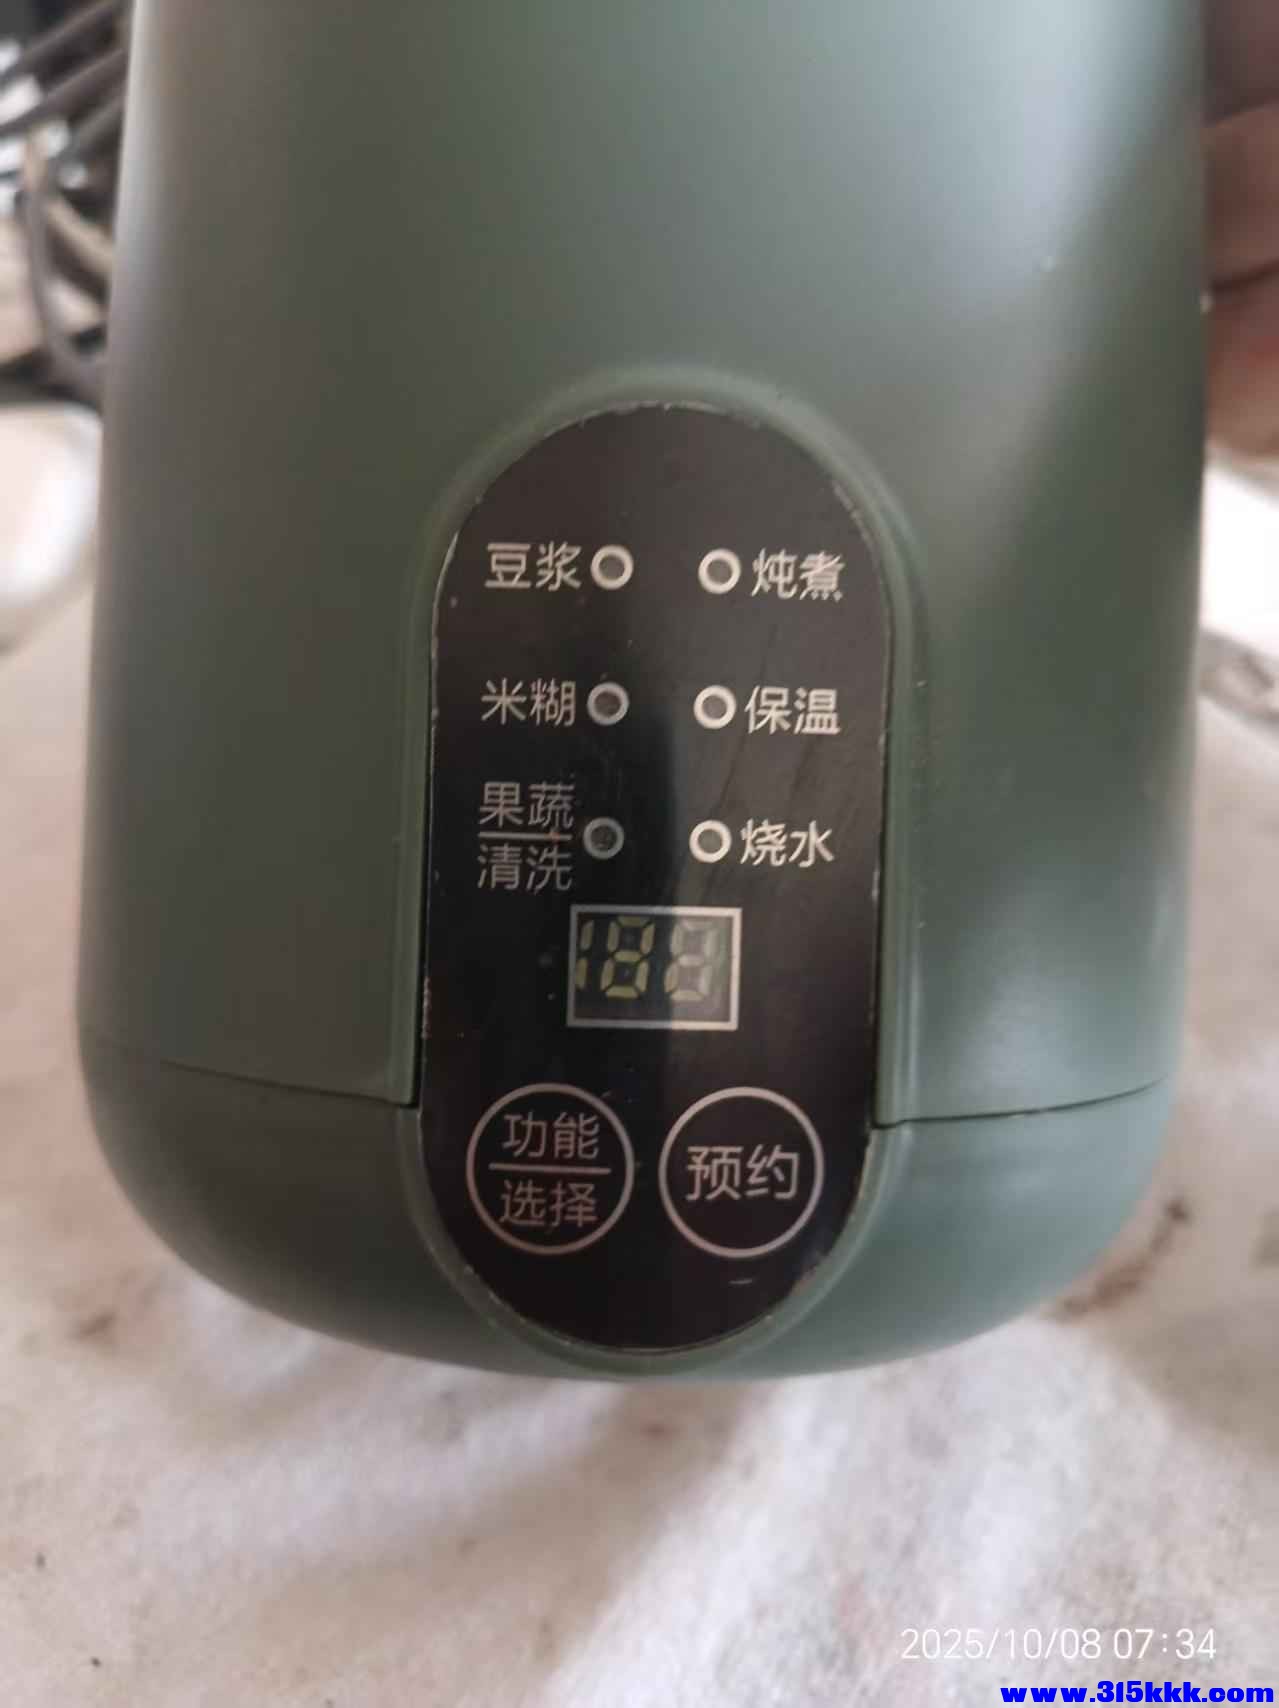 豆浆 炖煮
米糊 保温
果蔬
清洗 烧水
188
功能
选择
预约
2025/10/08 07:34
www.315kkk.com